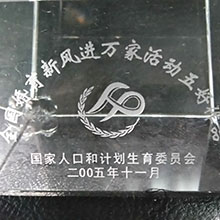 全国婚育新风进万家活动五好
国家人口和计划生育委员会
二00五年十一月